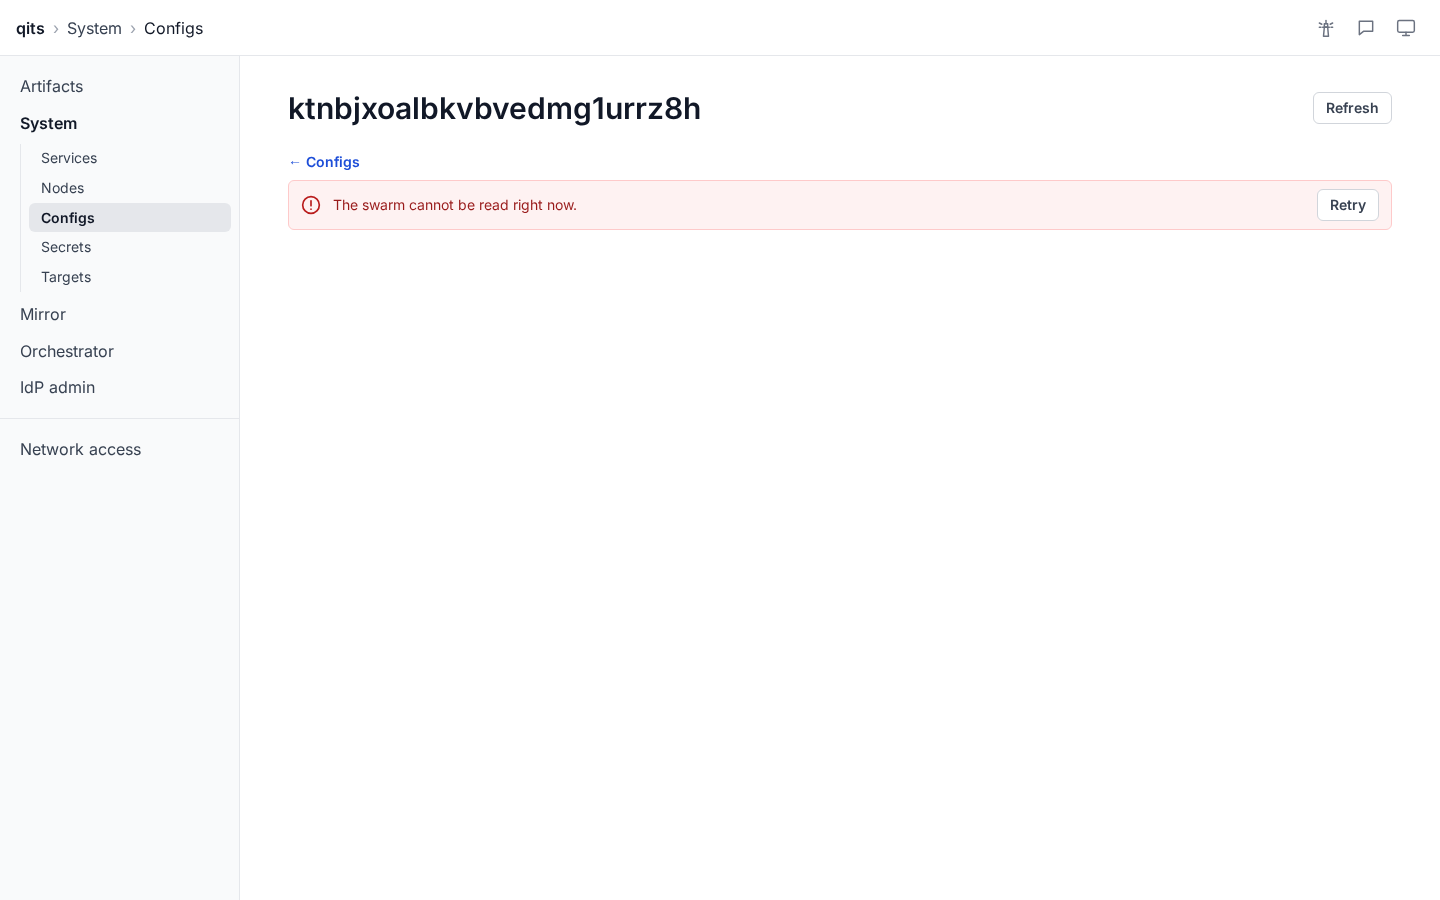 qits › System › Configs
Artifacts
System
Services
Nodes
Configs
Secrets
Targets
Mirror
Orchestrator
IdP admin
Network access
ktnbjxoalbkvbvedmg1urrz8h
Refresh
← Configs
The swarm cannot be read right now.
Retry